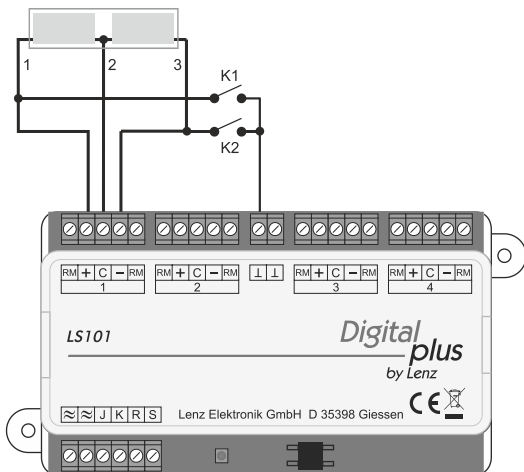 1 2 3
K1
K2
RM + C − RM RM + C − RM ⊥ ⊥ RM + C − RM RM + C − RM
1 2 3 4
LS101
Digital
plus
by Lenz
≈ ≈ J K R S Lenz Elektronik GmbH D 35398 Giessen CE